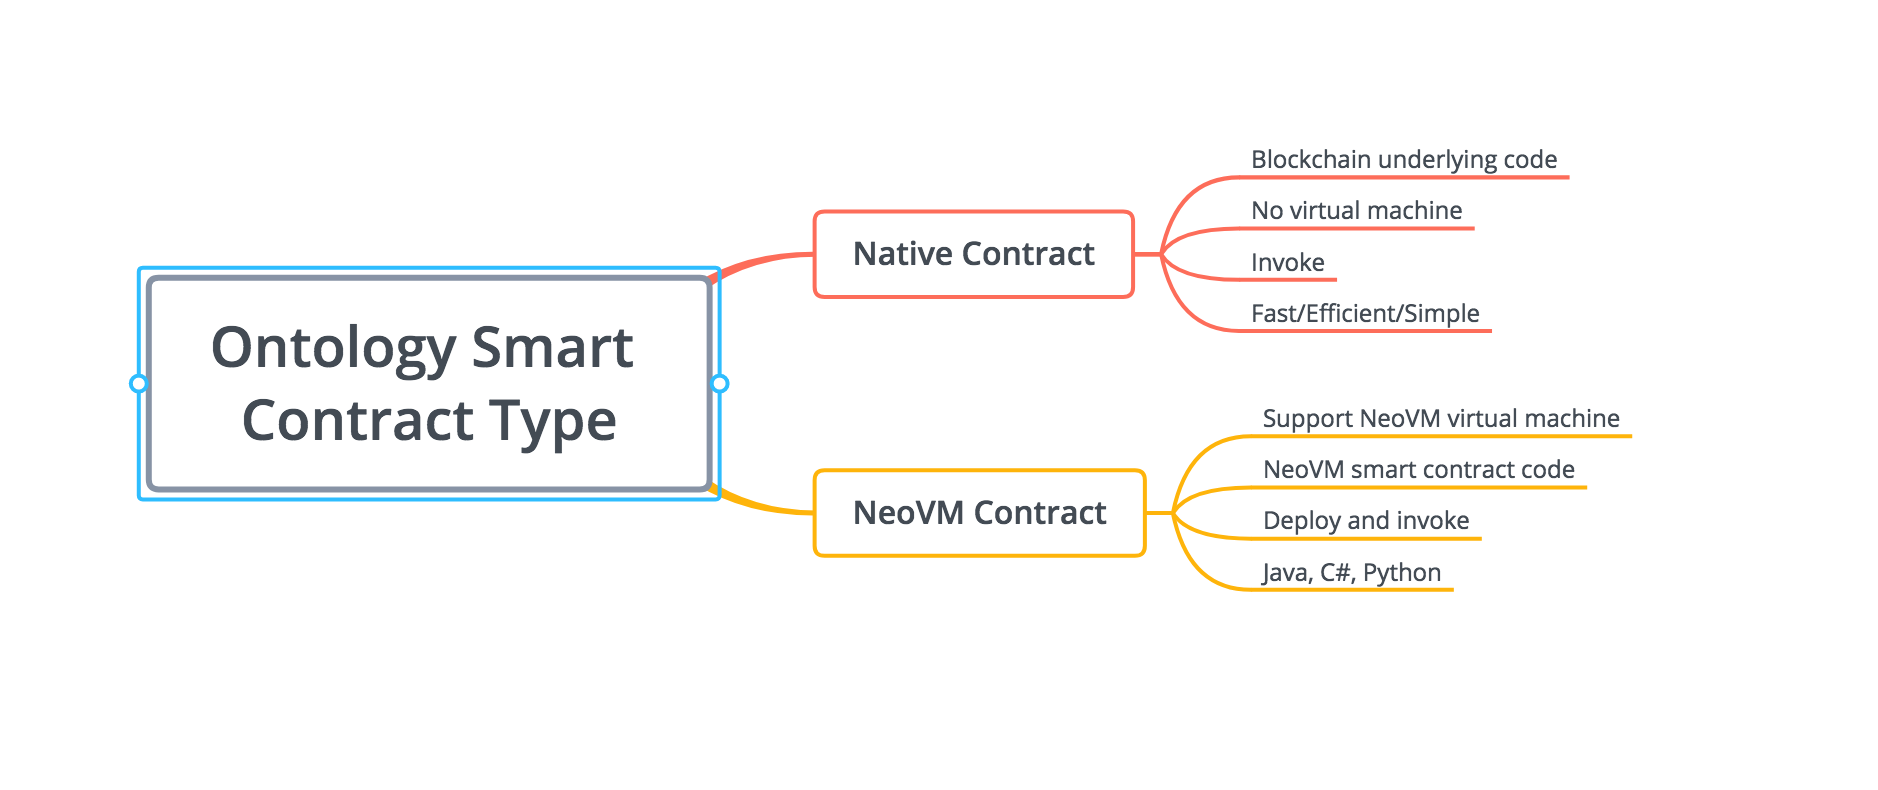 Ontology Smart
Contract Type
Native Contract
Blockchain underlying code
No virtual machine
Invoke
Fast/Efficient/Simple
NeoVM Contract
Support NeoVM virtual machine
NeoVM smart contract code
Deploy and invoke
Java, C#, Python